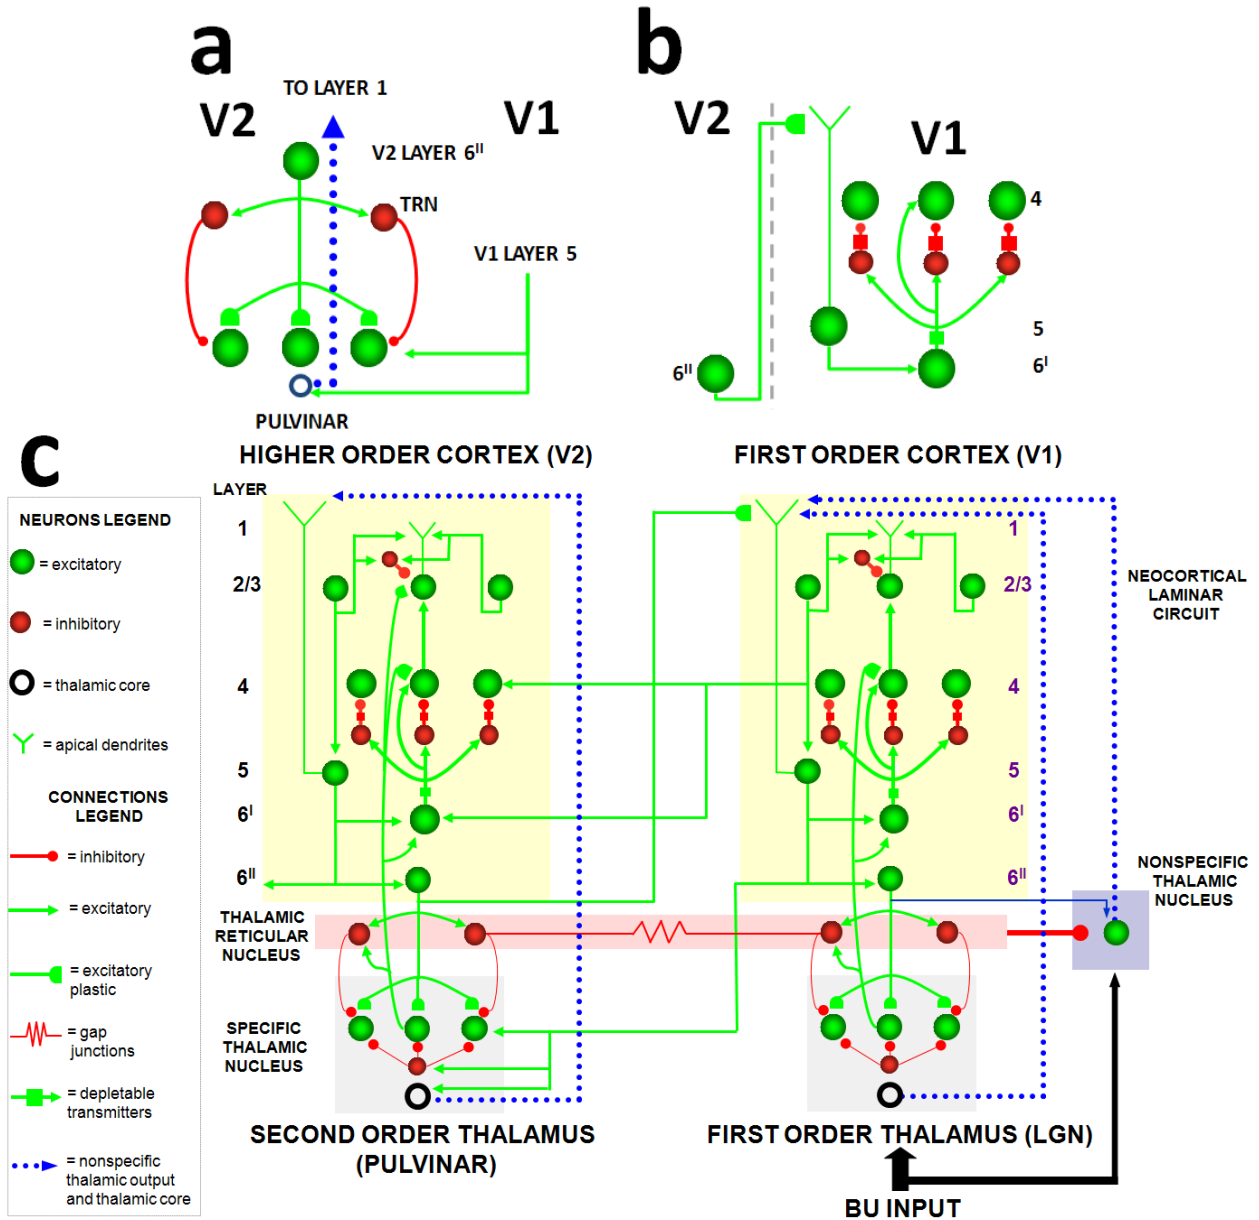 a
b
TO LAYER 1
V2
V1
V2
V1
V2 LAYER 6II
TRN
V1 LAYER 5
PULVINAR
4
5
6I
6II
c
HIGHER ORDER CORTEX (V2)
FIRST ORDER CORTEX (V1)
LAYER
1
2/3
4
5
6I
6II
1
2/3
4
5
6I
6II
NEURONS LEGEND
= excitatory
= inhibitory
= thalamic core
= apical dendrites
CONNECTIONS
LEGEND
= inhibitory
= excitatory
= excitatory
plastic
= gap
junctions
= depletable
transmitters
= nonspecific
thalamic output
and thalamic core
NEOCORTICAL
LAMINAR
CIRCUIT
NONSPECIFIC
THALAMIC
NUCLEUS
THALAMIC
RETICULAR
NUCLEUS
SPECIFIC
THALAMIC
NUCLEUS
SECOND ORDER THALAMUS
(PULVINAR)
FIRST ORDER THALAMUS (LGN)
BU INPUT